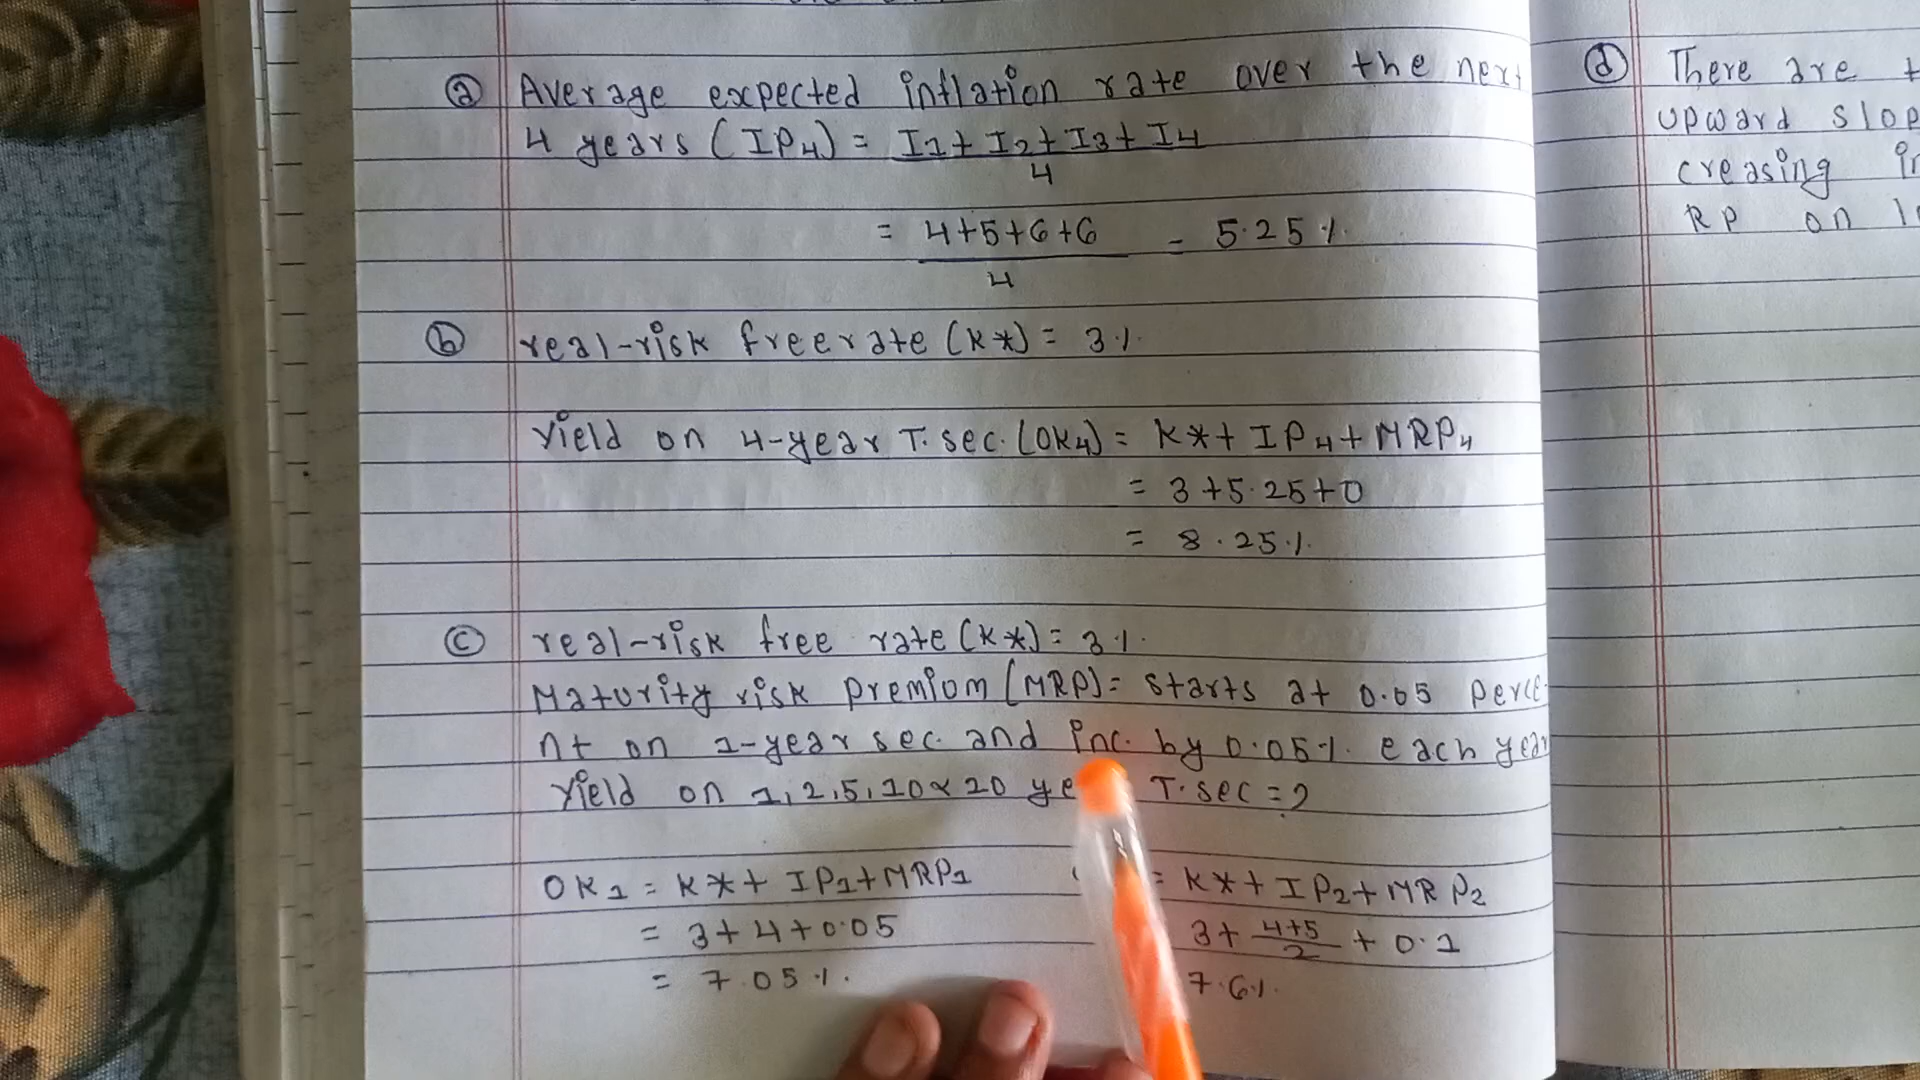 ⓐ Average expected inflation rate over the next
4 years (IP4) = I1+ I2+ I3+ I4
4
= 4+5+6+6 = 5.25%
4
ⓑ real-risk free rate (K*) = 3%
Yield on 4-year T. sec. (OK4) = K*+ IP4+MRP4
= 3+5.25+0
= 8.25%
ⓒ real-risk free rate (K*) = 3%
Maturity risk premiom (MRP) = starts at 0.05 perce
nt on 1-year sec. and inc. by 0.05% each year
Yield on 1,2,5,10 & 20 T. sec = ?
OK1 = K*+ IP1+MRP1
= 3+4+0.05
= 7.05%
= K*+ IP2+MRP2
3+ 4+5/2 + 0.1
7.6%
ⓓ There are
upward
creasing
RP on